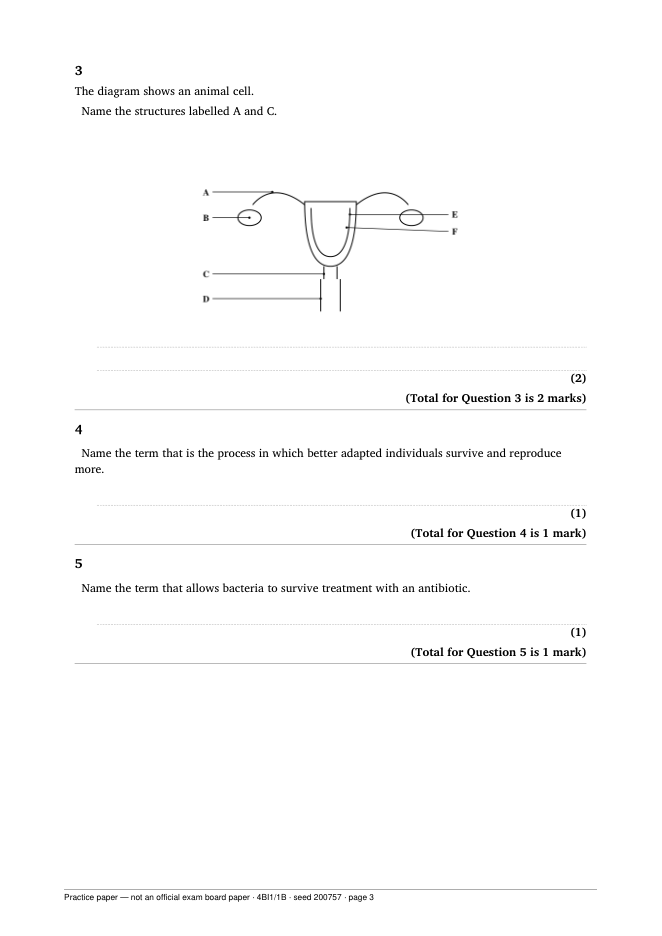 3
The diagram shows an animal cell.
Name the structures labelled A and C.
A
B
E
F
C
D
(2)
(Total for Question 3 is 2 marks)
4
Name the term that is the process in which better adapted individuals survive and reproduce
more.
(1)
(Total for Question 4 is 1 mark)
5
Name the term that allows bacteria to survive treatment with an antibiotic.
(1)
(Total for Question 5 is 1 mark)
Practice paper — not an official exam board paper · 4BI1/1B · seed 200757 · page 3